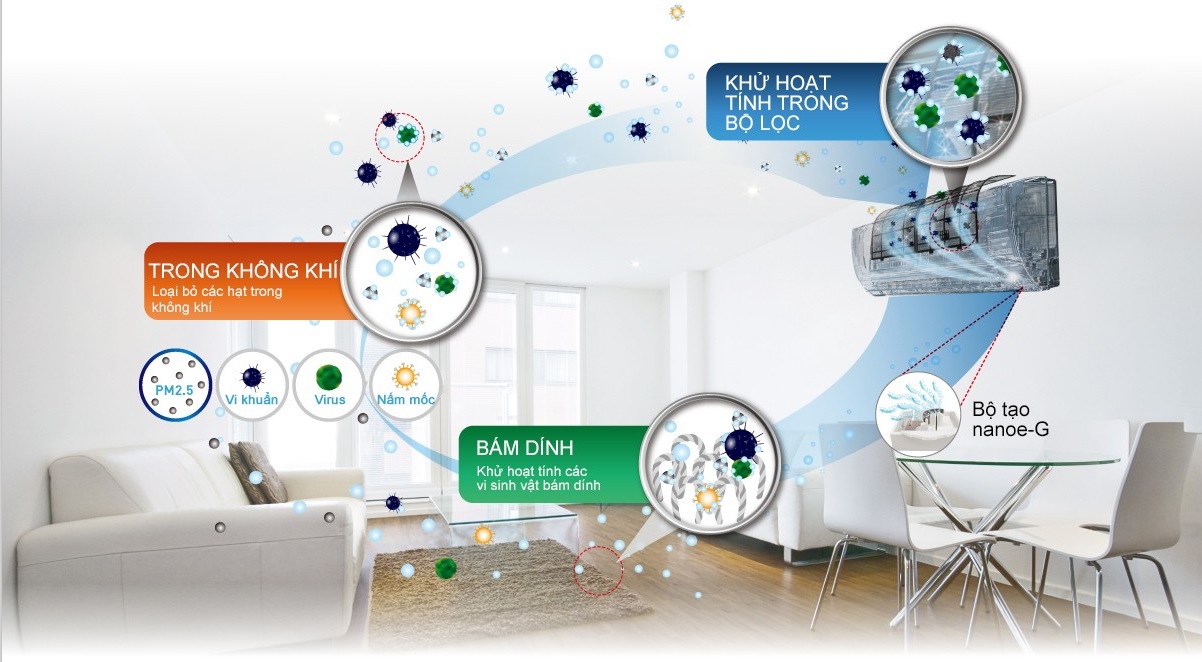 KHỬ HOẠT
TÍNH TRONG
BỘ LỌC
TRONG KHÔNG KHÍ
Loại bỏ các hạt trong
không khí
PM2.5
Vi khuẩn
Virus
Nấm mốc
BÁM DÍNH
Khử hoạt tính các
vi sinh vật bám dính
Bộ tạo
nanoe-G